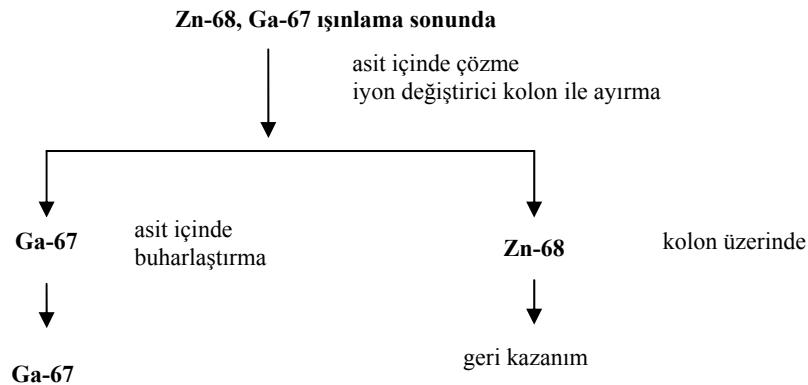 Zn-68, Ga-67 ışınlama sonunda
asit içinde çözme
iyon değiştirici kolon ile ayırma
Ga-67
asit içinde
buharlaştırma
Zn-68
kolon üzerinde
Ga-67
geri kazanım